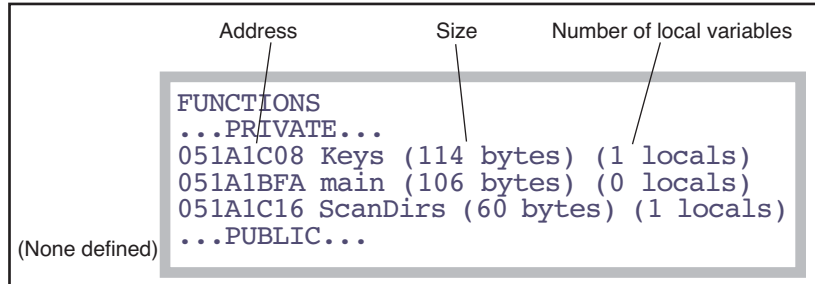 Address Size Number of local variables
FUNCTIONS
...PRIVATE...
051A1C08 Keys (114 bytes) (1 locals)
051A1BFA main (106 bytes) (0 locals)
051A1C16 ScanDirs (60 bytes) (1 locals)
...PUBLIC...
(None defined)